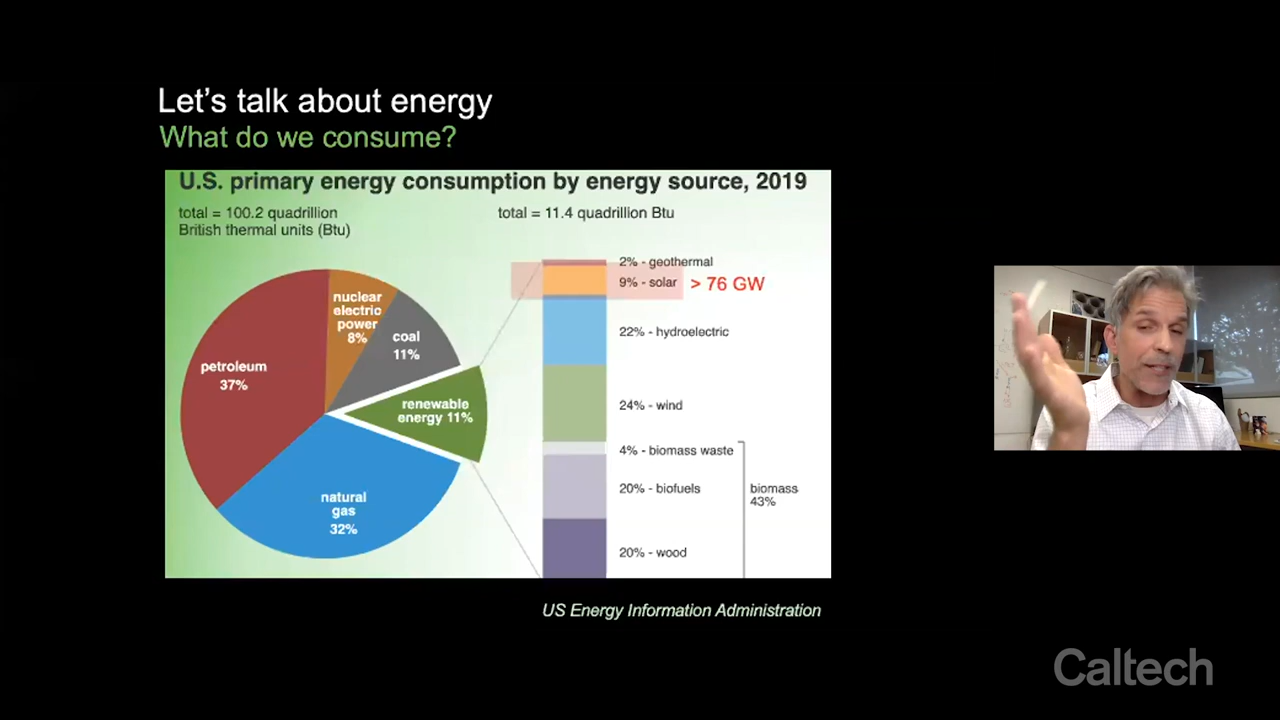 Let's talk about energy
What do we consume?
U.S. primary energy consumption by energy source, 2019
total = 100.2 quadrillion
British thermal units (Btu)
total = 11.4 quadrillion Btu
nuclear
electric
power
8%
coal
11%
petroleum
37%
renewable
energy 11%
natural
gas
32%
2% - geothermal
9% - solar
> 76 GW
22% - hydroelectric
24% - wind
4% - biomass waste
20% - biofuels
biomass
43%
20% - wood
US Energy Information Administration
Caltech